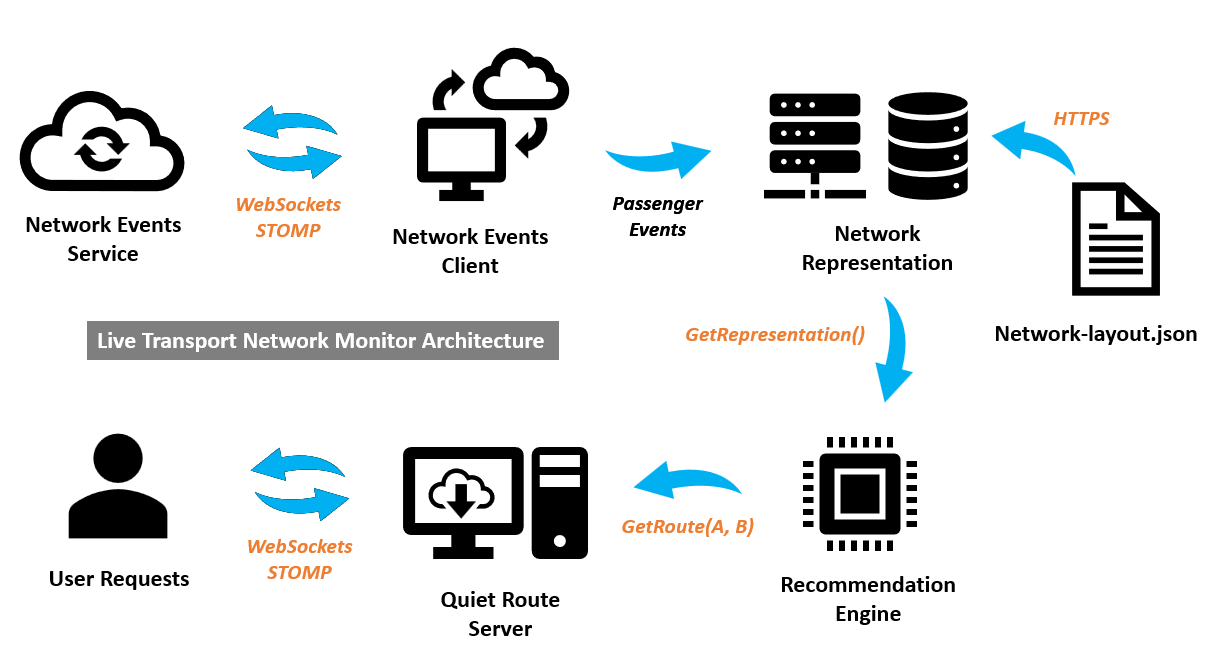 HTTPS
Network Events
Service
WebSockets
STOMP
Network Events
Client
Passenger
Events
Network
Representation
Network-layout.json
Live Transport Network Monitor Architecture
GetRepresentation()
User Requests
WebSockets
STOMP
Quiet Route
Server
GetRoute(A, B)
Recommendation
Engine